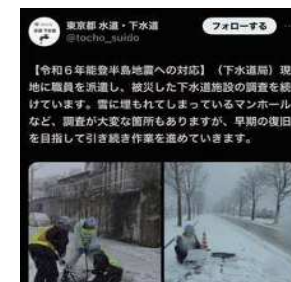 東京都 水道・下水道
フォローする
@tocho_suido
【令和6年能登半島地震への対応】（下水道局）現
地に職員を派遣し、被災した下水道施設の調査を続
けています。雪に埋もれてしまっているマンホール
など、調査が大変な箇所もありますが、早期の復旧
を目指して引き続き作業を進めていきます。